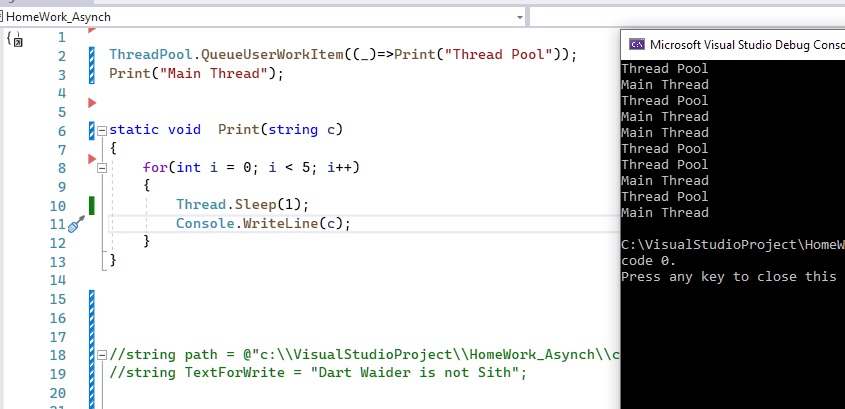 HomeWork_Asynch
1
2 ThreadPool.QueueUserWorkItem((_)=>Print("Thread Pool"));
3 Print("Main Thread");
4
5
6 static void  Print(string c)
7 {
8 for(int i = 0; i < 5; i++)
9 {
10 Thread.Sleep(1);
11 Console.WriteLine(c);
12 }
13 }
14
15
16
17
18 //string path = @"c:\\VisualStudioProject\\HomeWork_Asynch\\c
19 //string TextForWrite = "Dart Waider is not Sith";
20
Microsoft Visual Studio Debug Conso
Thread Pool
Main Thread
Thread Pool
Main Thread
Main Thread
Thread Pool
Thread Pool
Main Thread
Thread Pool
Main Thread
C:\VisualStudioProject\HomeW
code 0.
Press any key to close this